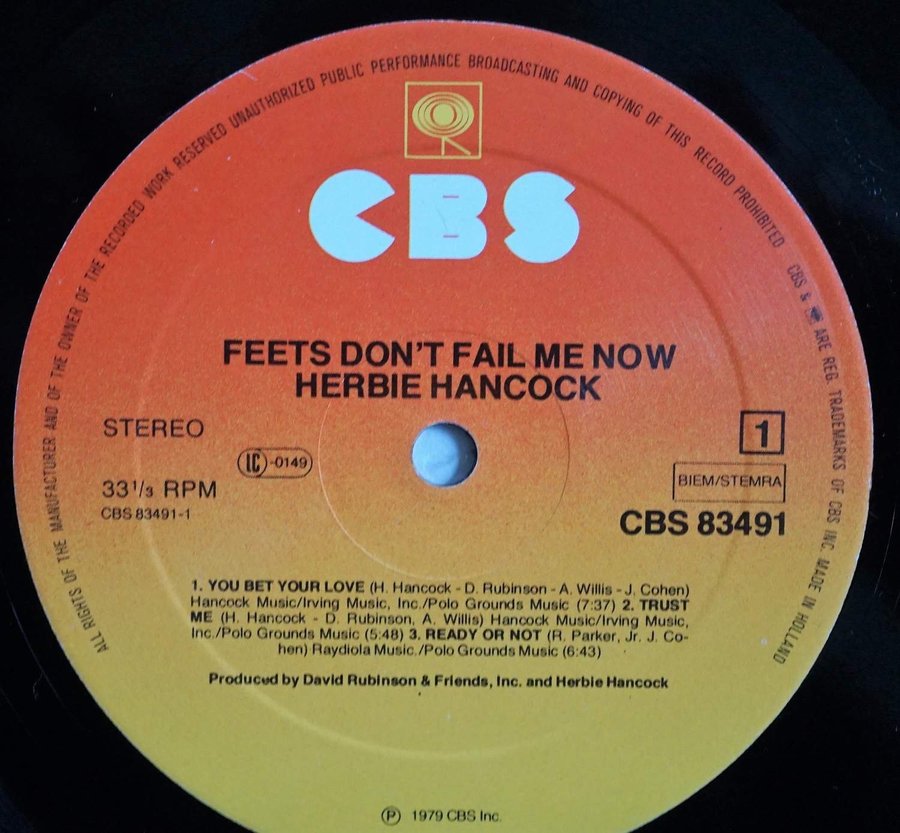 ALL RIGHTS OF THE MANUFACTURER AND OF THE OWNER OF THE RECORDED WORK RESERVED UNAUTHORIZED PUBLIC PERFORMANCE BROADCASTING AND COPYING OF THIS RECORD PROHIBITED CBS & ARE REG. TRADEMARKS OF CBS INC. MADE IN HOLLAND
CBS
FEETS DON'T FAIL ME NOW
HERBIE HANCOCK
STEREO
1
LC-0149
BIEM/STEMRA
33 1/3 RPM
CBS 83491-1
CBS 83491
1. YOU BET YOUR LOVE (H. Hancock - D. Rubinson - A. Willis - J. Cohen)
Hancock Music/Irving Music, Inc./Polo Grounds Music (7:37) 2. TRUST
ME (H. Hancock - D. Rubinson, A. Willis) Hancock Music/Irving Music,
Inc./Polo Grounds Music (5:48) 3. READY OR NOT (R. Parker, Jr. J. Co-
hen) Raydiola Music./Polo Grounds Music (6:43)
Produced by David Rubinson & Friends, Inc. and Herbie Hancock
℗ 1979 CBS Inc.